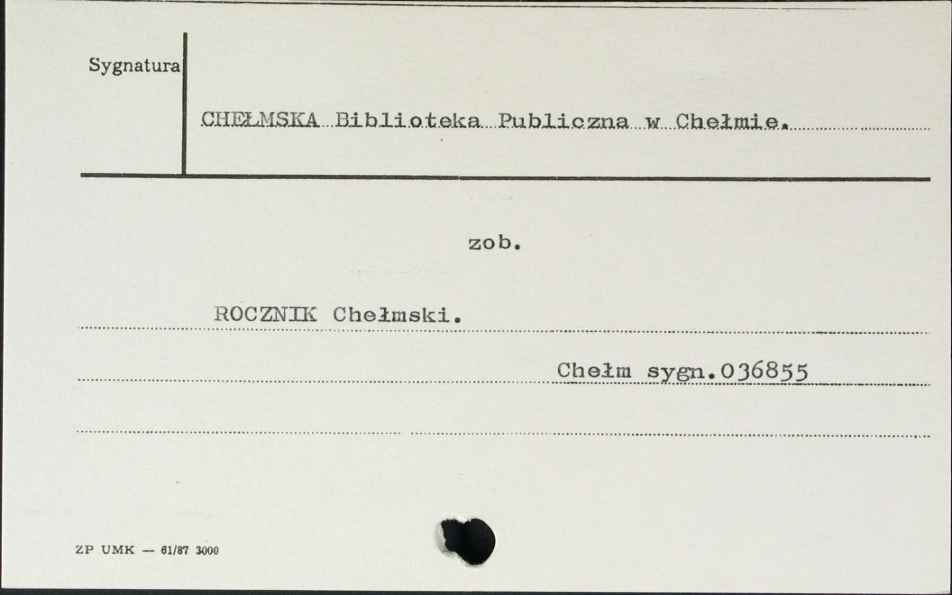 Sygnatura
CHEŁMSKA Biblioteka Publiczna w Chełmie.
zob.
ROCZNIK Chełmski.
Chełm sygn.036855
ZP UMK — 61/87 3000